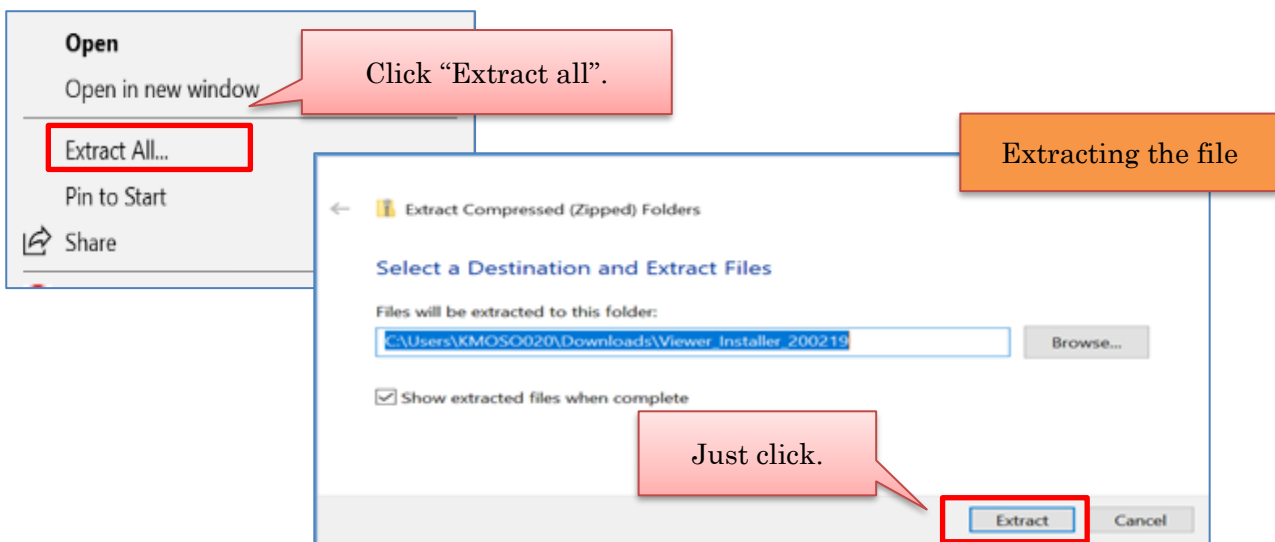 Open
Open in new window
Click “Extract all”.
Extract All...
Pin to Start
Share
Extracting the file
Extract Compressed (Zipped) Folders
Select a Destination and Extract Files
Files will be extracted to this folder:
C:\Users\KMOSO020\Downloads\Viewer_Installer_200219
Browse...
Show extracted files when complete
Just click.
Extract
Cancel